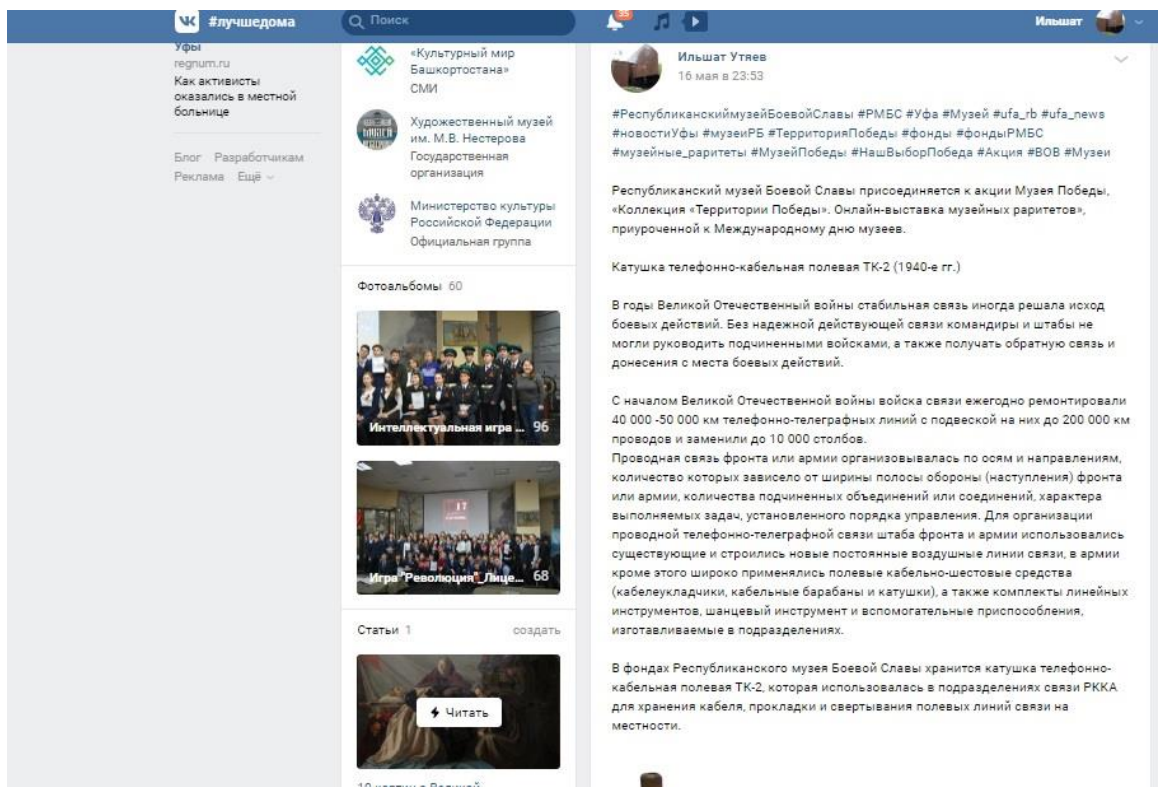 #лучшедома
Поиск
35
Ильшат
Уфы
regnum.ru
Как активисты
оказались в местной
больнице
Блог Разработчикам
Реклама Ещё
«Культурный мир
Башкортостана»
СМИ
Художественный музей
им. М.В. Нестерова
Государственная
организация
Министерство культуры
Российской Федерации
Официальная группа
Фотоальбомы 60
Интеллектуальная игра ... 96
Игра "Революция"_Лице... 68
Статьи 1 создать
Читать
Ильшат Утяев
16 мая в 23:53
#РеспубликанскиймузейБоевойСлавы #РМБС #Уфа #Музей #ufa_rb #ufa_news
#новостиУфы #музеиРБ #ТерриторияПобеды #фонды #фондыРМБС
#музейные_раритеты #МузейПобеды #НашВыборПобеда #Акция #ВОВ #Музеи
Республиканский музей Боевой Славы присоединяется к акции Музея Победы,
«Коллекция «Территории Победы». Онлайн-выставка музейных раритетов»,
приуроченной к Международному дню музеев.
Катушка телефонно-кабельная полевая ТК-2 (1940-е гг.)
В годы Великой Отечественный войны стабильная связь иногда решала исход
боевых действий. Без надежной действующей связи командиры и штабы не
могли руководить подчиненными войсками, а также получать обратную связь и
донесения с места боевых действий.
С началом Великой Отечественной войны войска связи ежегодно ремонтировали
40 000 -50 000 км телефонно-телеграфных линий с подвеской на них до 200 000 км
проводов и заменили до 10 000 столбов.
Проводная связь фронта или армии организовывалась по осям и направлениям,
количество которых зависело от ширины полосы обороны (наступления) фронта
или армии, количества подчиненных объединений или соединений, характера
выполняемых задач, установленного порядка управления. Для организации
проводной телефонно-телеграфной связи штаба фронта и армии использовались
существующие и строились новые постоянные воздушные линии связи, в армии
кроме этого широко применялись полевые кабельно-шестовые средства
(кабелеукладчики, кабельные барабаны и катушки), а также комплекты линейных
инструментов, шанцевый инструмент и вспомогательные приспособления,
изготавливаемые в подразделениях.
В фондах Республиканского музея Боевой Славы хранится катушка телефонно-
кабельная полевая ТК-2, которая использовалась в подразделениях связи РККА
для хранения кабеля, прокладки и свертывания полевых линий связи на
местности.